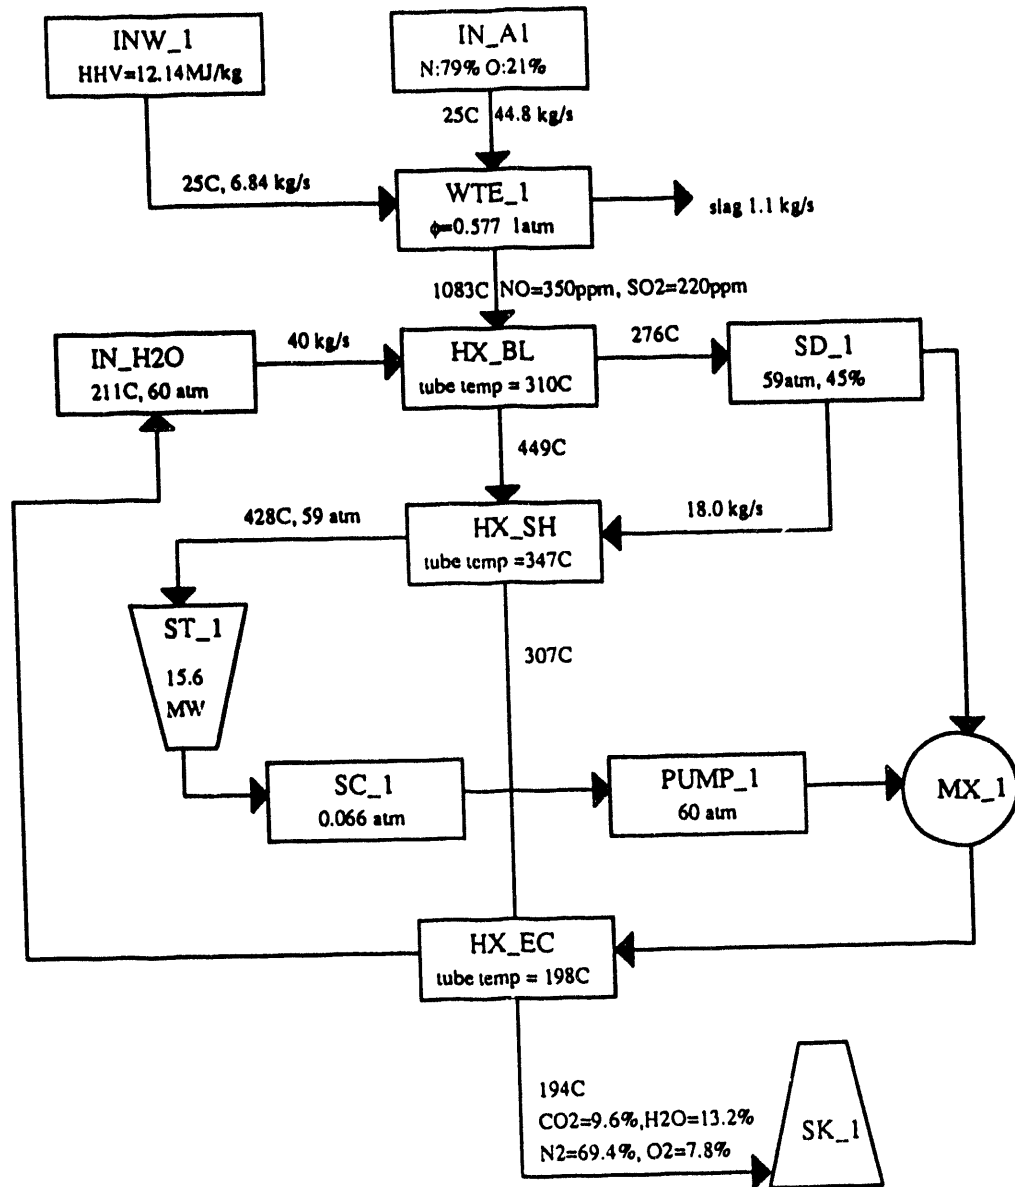 INW_1
HHV=12.14MJ/kg
IN_A1
N:79% O:21%
25C 44.8 kg/s
25C, 6.84 kg/s
WTE_1
ϕ=0.577 1atm
slag 1.1 kg/s
1083C NO=350ppm, SO2=220ppm
IN_H2O
211C, 60 atm
40 kg/s
HX_BL
tube temp = 310C
276C
SD_1
59atm, 45%
449C
428C, 59 atm
HX_SH
tube temp =347C
18.0 kg/s
ST_1
15.6
MW
307C
SC_1
0.066 atm
PUMP_1
60 atm
MX_1
HX_EC
tube temp = 198C
194C
CO2=9.6%,H2O=13.2%
N2=69.4%, O2=7.8%
SK_1